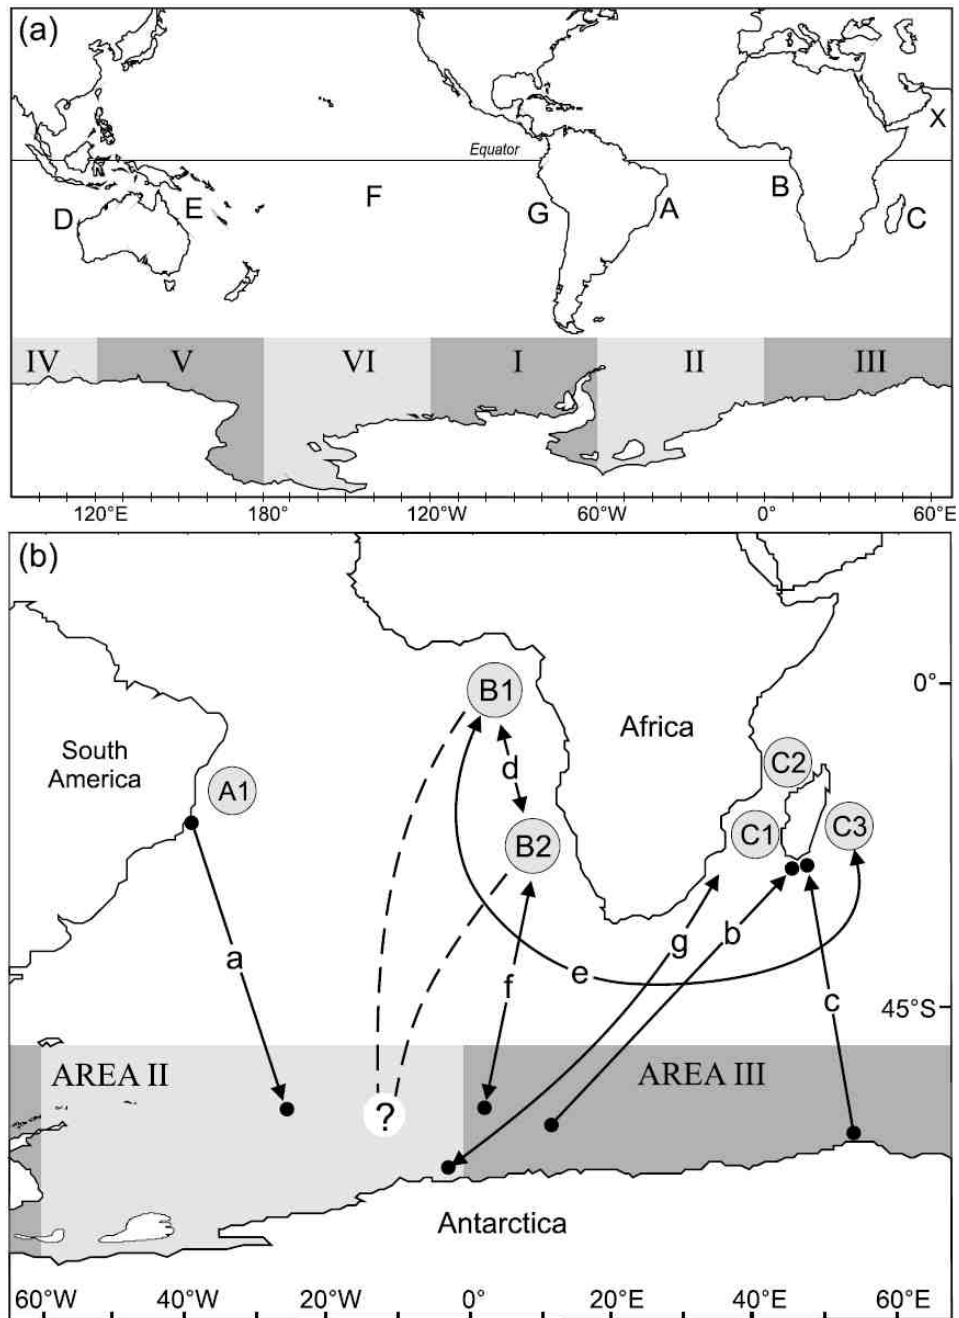 (a)
X
Equator
D
E
F
G
A
B
C
IV
V
VI
I
II
III
120°E
180°
120°W
60°W
0°
60°E
(b)
B1
0°
Africa
South
America
C2
d
A1
C1
C3
B2
g
b
a
e
f
c
45°S
AREA II
AREA III
?
Antarctica
60°W
40°W
20°W
0°
20°E
40°E
60°E